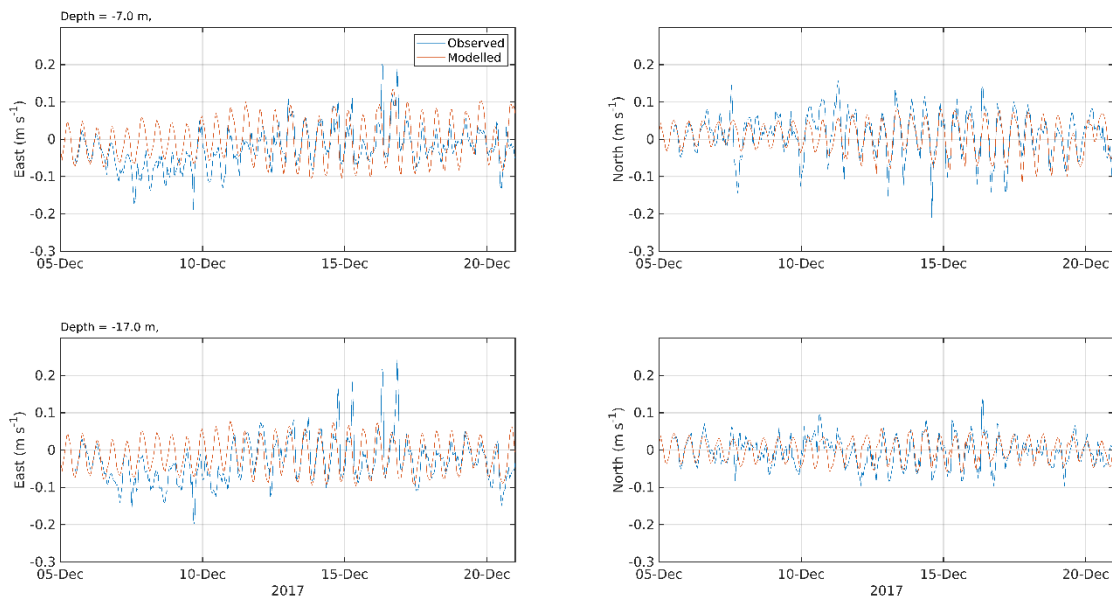 Depth = -7.0 m,
Observed
Modelled
East (m s⁻¹)
0.2
0.1
0
-0.1
-0.2
-0.3
05-Dec
10-Dec
15-Dec
20-Dec
North (m s⁻¹)
0.2
0.1
0
-0.1
-0.2
-0.3
05-Dec
10-Dec
15-Dec
20-Dec
Depth = -17.0 m,
East (m s⁻¹)
0.2
0.1
0
-0.1
-0.2
-0.3
05-Dec
10-Dec
15-Dec
20-Dec
2017
North (m s⁻¹)
0.2
0.1
0
-0.1
-0.2
-0.3
05-Dec
10-Dec
15-Dec
20-Dec
2017